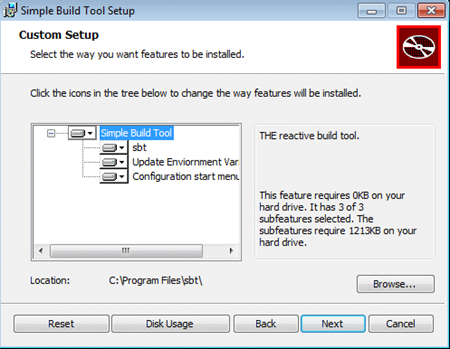 Simple Build Tool Setup
Custom Setup
Select the way you want features to be installed.
Click the icons in the tree below to change the way features will be installed.
Simple Build Tool
sbt
Update Enviornment Vari
Configuration start menu
THE reactive build tool.
This feature requires 0KB on your
hard drive. It has 3 of 3
subfeatures selected. The
subfeatures require 1213KB on your
hard drive.
Location: C:\Program Files\sbt\
Browse...
Reset Disk Usage Back Next Cancel